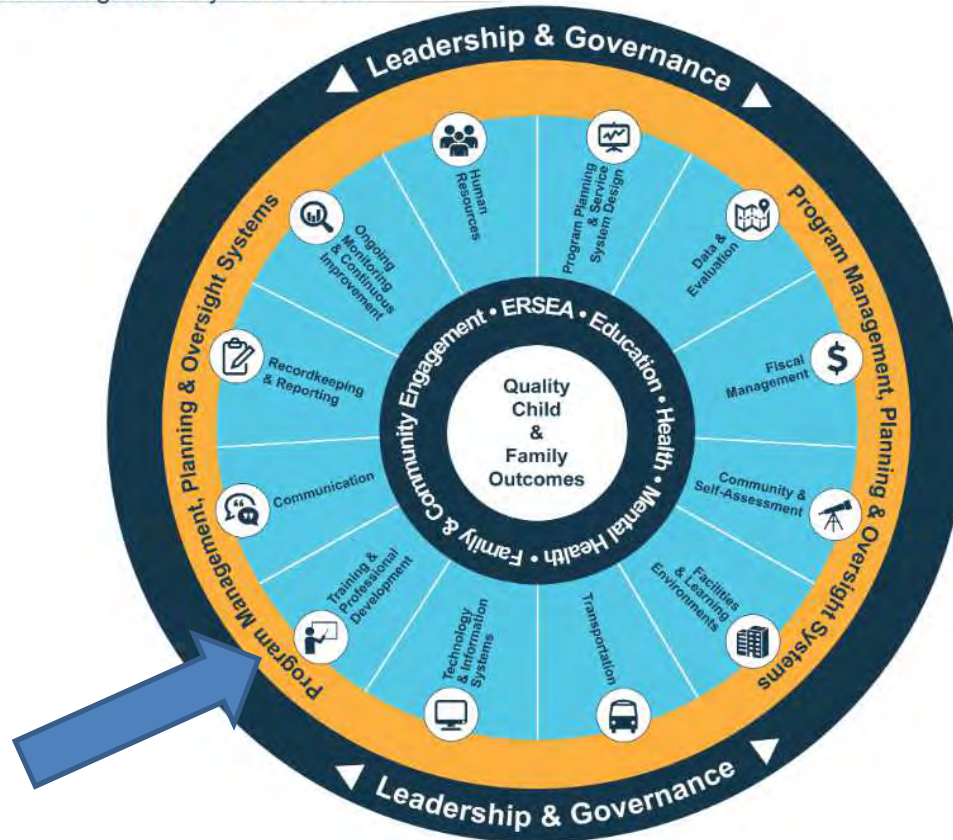 Leadership & Governance
Program Management, Planning & Oversight Systems
Program Management, Planning & Oversight Systems
Human
Resources
Program Planning
& Service
System Design
Data &
Evaluation
Fiscal
Management
Community &
Self-Assessment
Facilities
& Learning
Environments
Transportation
Technology
& Information
Systems
Training &
Professional
Development
Communication
Recordkeeping
& Reporting
Ongoing
Monitoring
& Continuous
Improvement
Family & Community Engagement • ERSEA • Education • Health • Mental Health •
Quality
Child
&
Family
Outcomes
$
Leadership & Governance